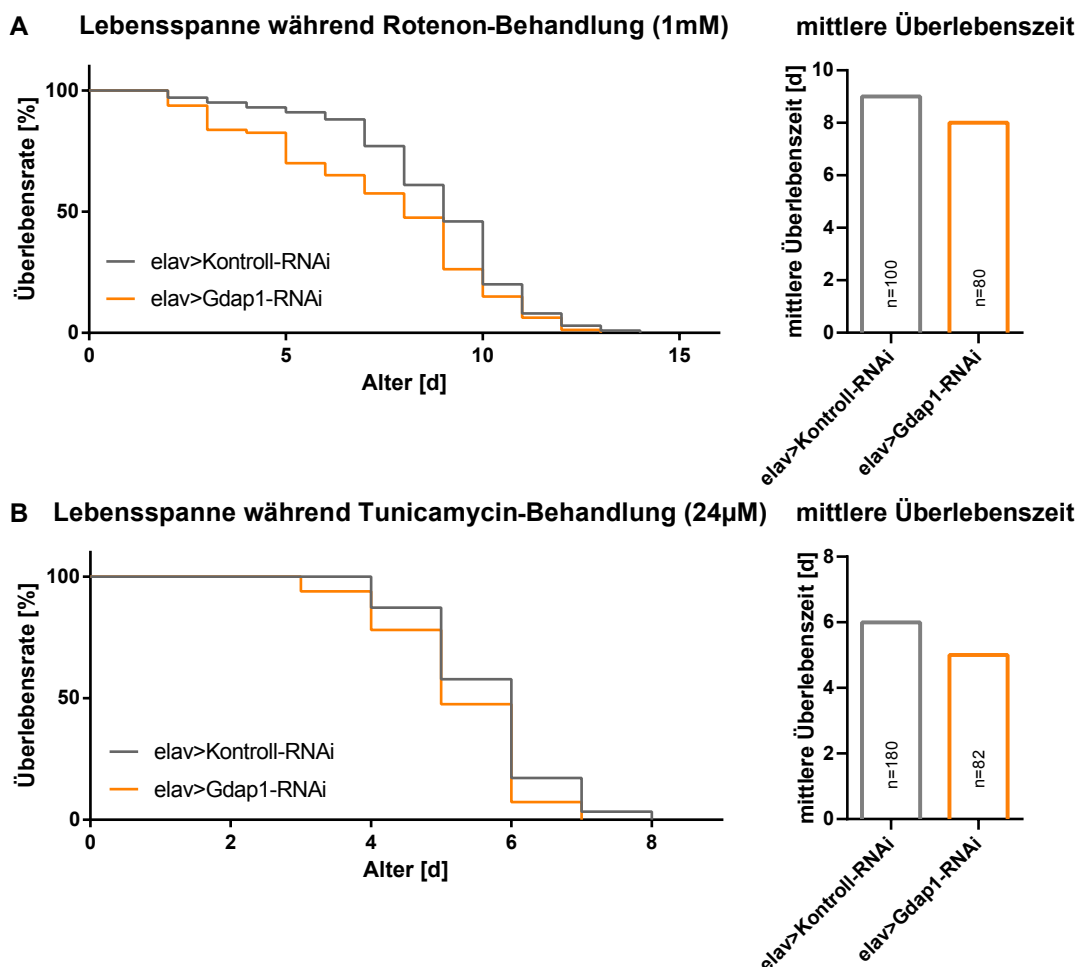 A Lebensspanne während Rotenon-Behandlung (1mM)
mittlere Überlebenszeit
Überlebensrate [%]
100
50
0
elav>Kontroll-RNAi
elav>Gdap1-RNAi
0 5 10 15
Alter [d]
mittlere Überlebenszeit [d]
10
8
6
4
2
0
n=100
n=80
elav>Kontroll-RNAi
elav>Gdap1-RNAi
B Lebensspanne während Tunicamycin-Behandlung (24µM)
mittlere Überlebenszeit
Überlebensrate [%]
100
50
0
elav>Kontroll-RNAi
elav>Gdap1-RNAi
0 2 4 6 8
Alter [d]
mittlere Überlebenszeit [d]
8
6
4
2
0
n=180
n=82
elav>Kontroll-RNAi
elav>Gdap1-RNAi